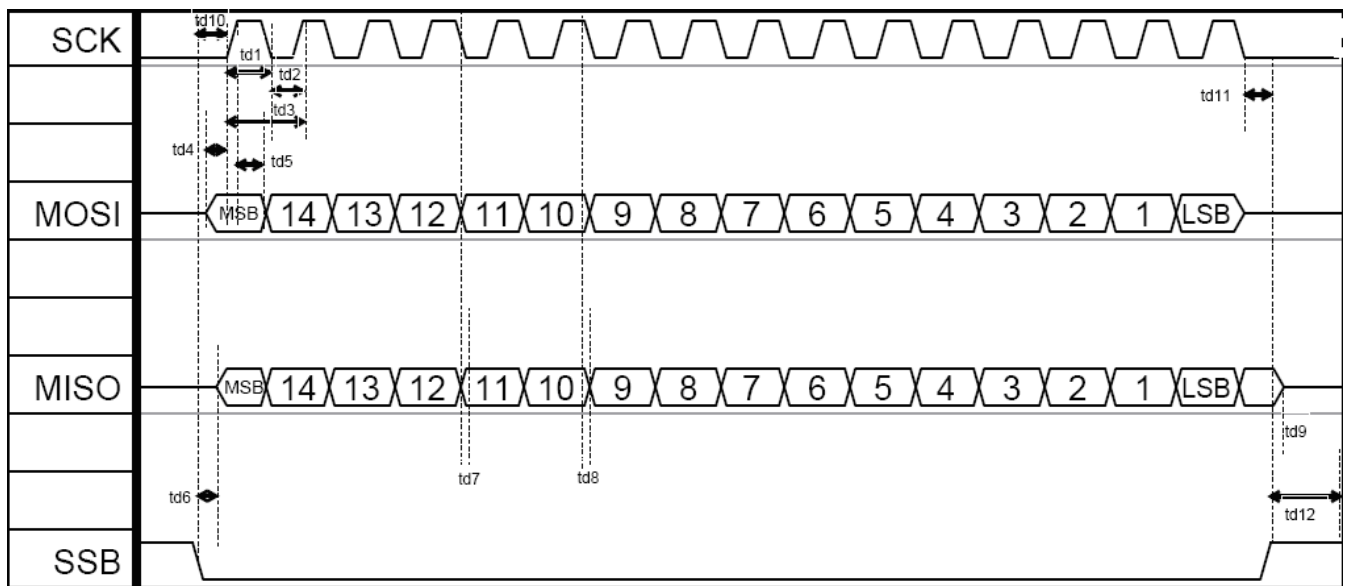 td10
SCK
td1
td2
td3
td11
td4
td5
MOSI MSB 14 13 12 11 10 9 8 7 6 5 4 3 2 1 LSB
MISO MSB 14 13 12 11 10 9 8 7 6 5 4 3 2 1 LSB
td9
td7 td8
td6
td12
SSB